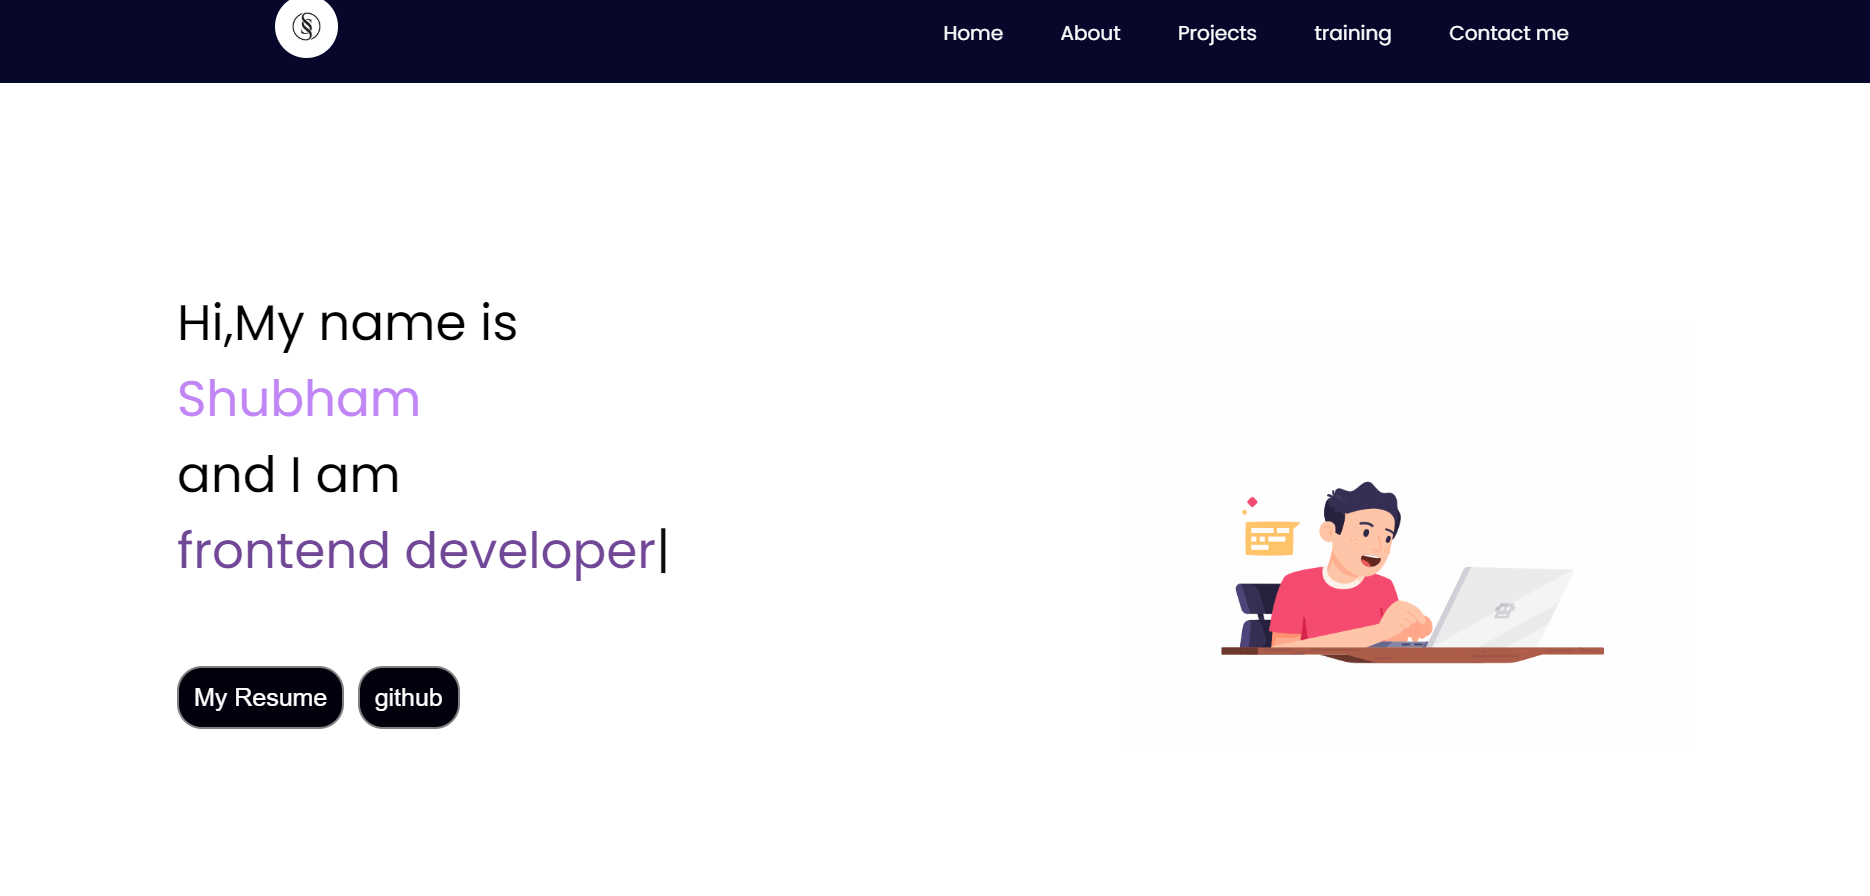 Home About Projects training Contact me
Hi,My name is
Shubham
and I am
frontend developer|
My Resume github